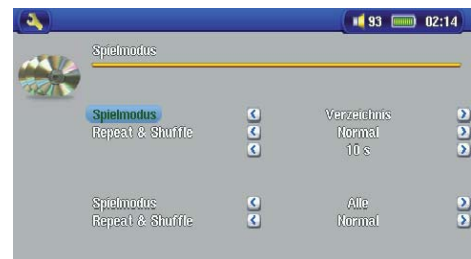 93 02:14
Spielmodus
Spielmodus Verzeichnis
Repeat & Shuffle Normal
10 s
Spielmodus Alle
Repeat & Shuffle Normal